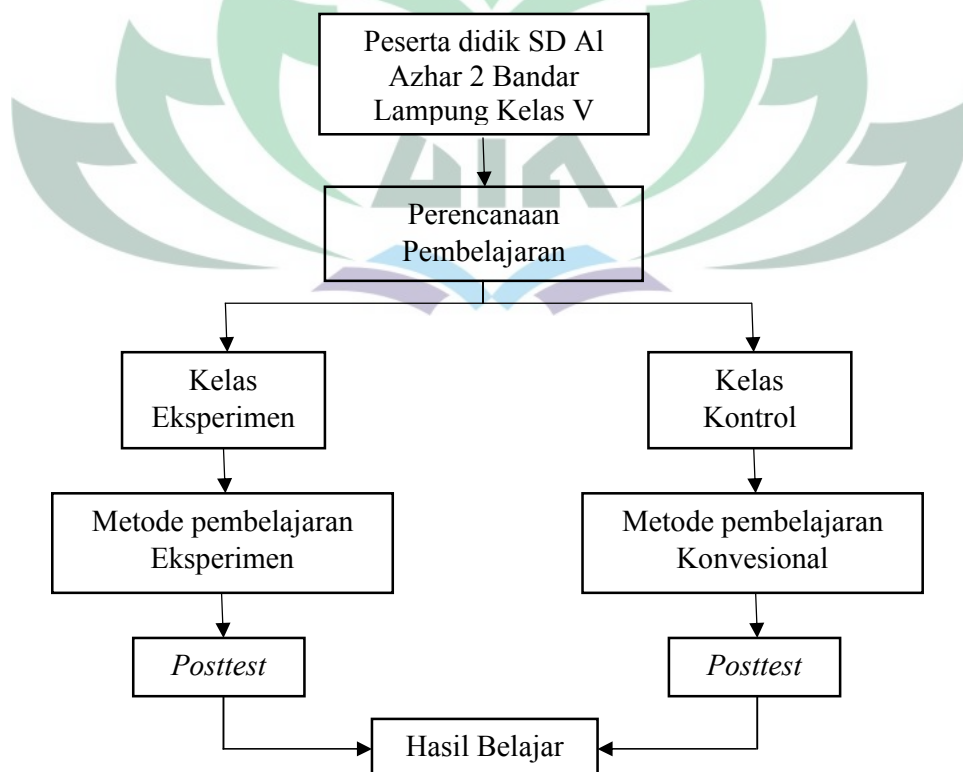 Peserta didik SD Al
Azhar 2 Bandar
Lampung Kelas V
UIN
Perencanaan
Pembelajaran
Kelas
Eksperimen
Kelas
Kontrol
Metode pembelajaran
Eksperimen
Metode pembelajaran
Konvesional
Posttest
Posttest
Hasil Belajar